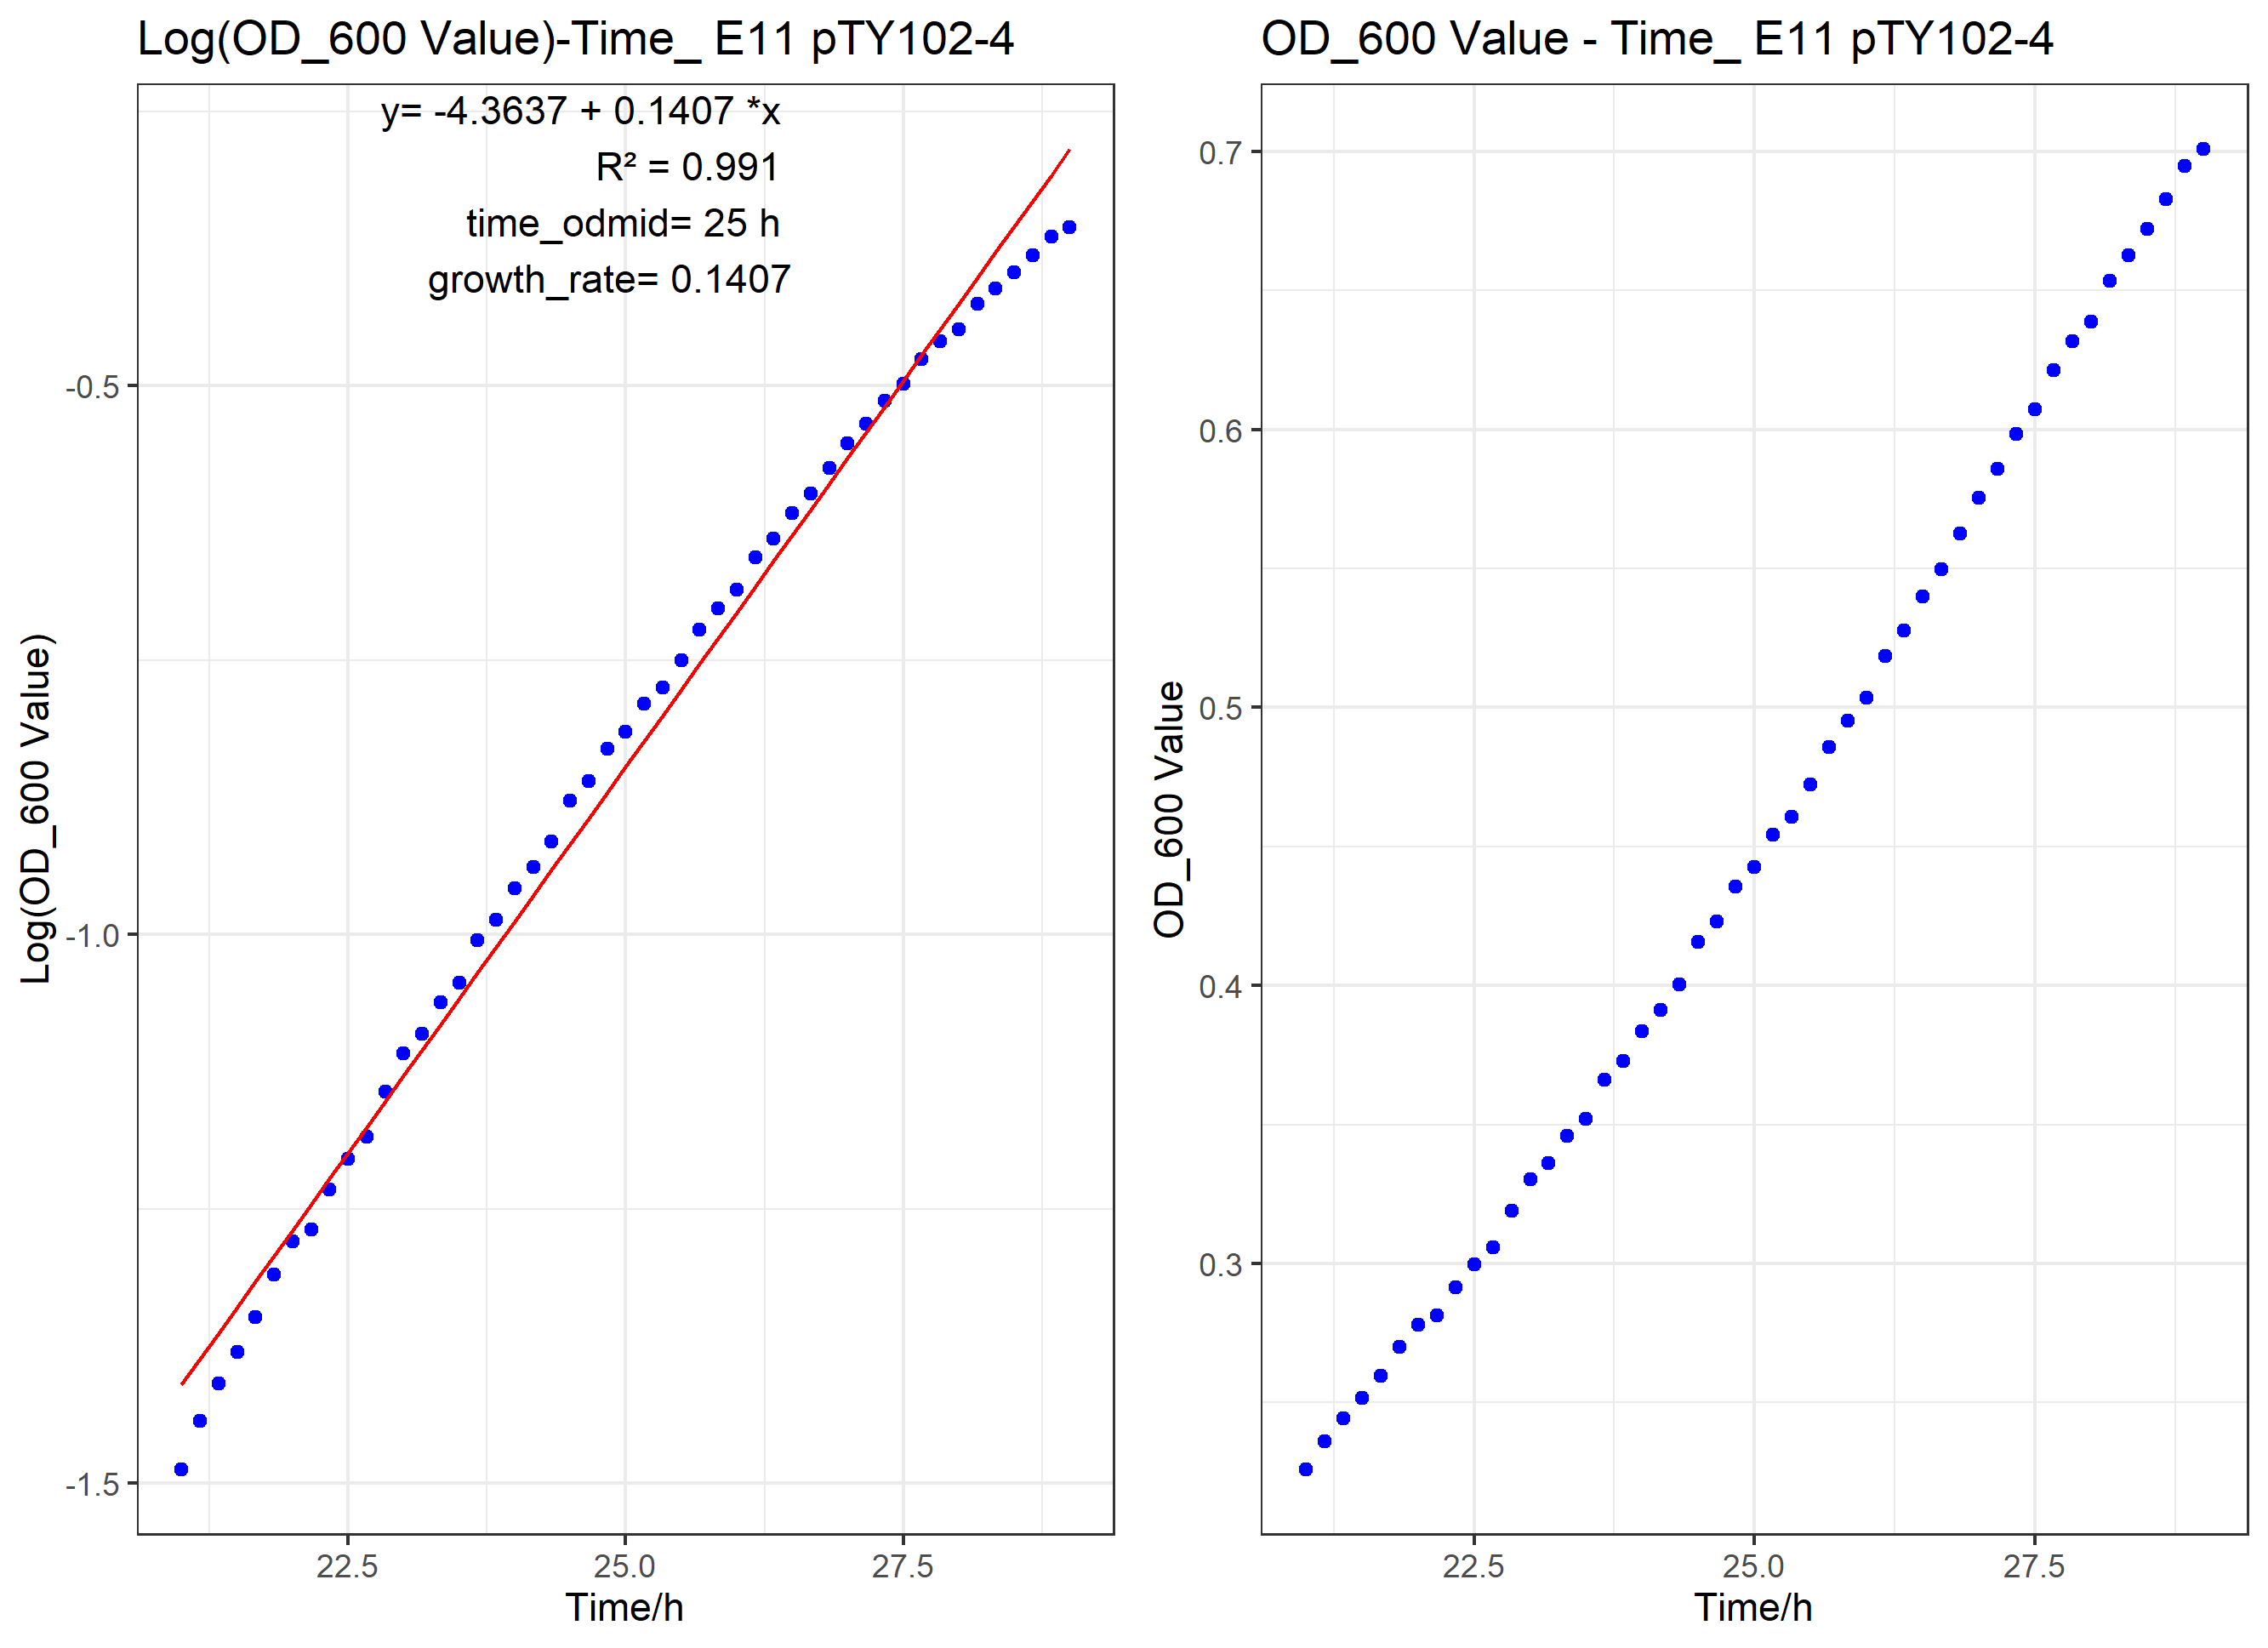 Log(OD_600 Value)-Time_ E11 pTY102-4
y= -4.3637 + 0.1407 *x
R² = 0.991
time_odmid= 25 h
growth_rate= 0.1407
Log(OD_600 Value)
-0.5
-1.0
-1.5
22.5 25.0 27.5
Time/h
OD_600 Value - Time_ E11 pTY102-4
OD_600 Value
0.7
0.6
0.5
0.4
0.3
22.5 25.0 27.5
Time/h